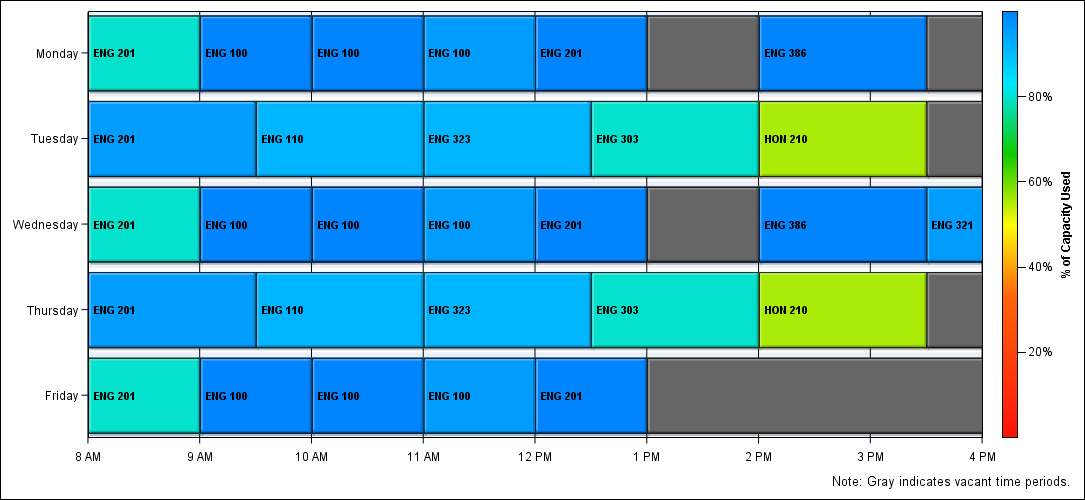 Monday
ENG 201
ENG 100
ENG 100
ENG 100
ENG 201
ENG 386
Tuesday
ENG 201
ENG 110
ENG 323
ENG 303
HON 210
Wednesday
ENG 201
ENG 100
ENG 100
ENG 100
ENG 201
ENG 386
ENG 321
Thursday
ENG 201
ENG 110
ENG 323
ENG 303
HON 210
Friday
ENG 201
ENG 100
ENG 100
ENG 100
ENG 201
8 AM
9 AM
10 AM
11 AM
12 PM
1 PM
2 PM
3 PM
4 PM
80%
60%
40%
20%
% of Capacity Used
Note: Gray indicates vacant time periods.